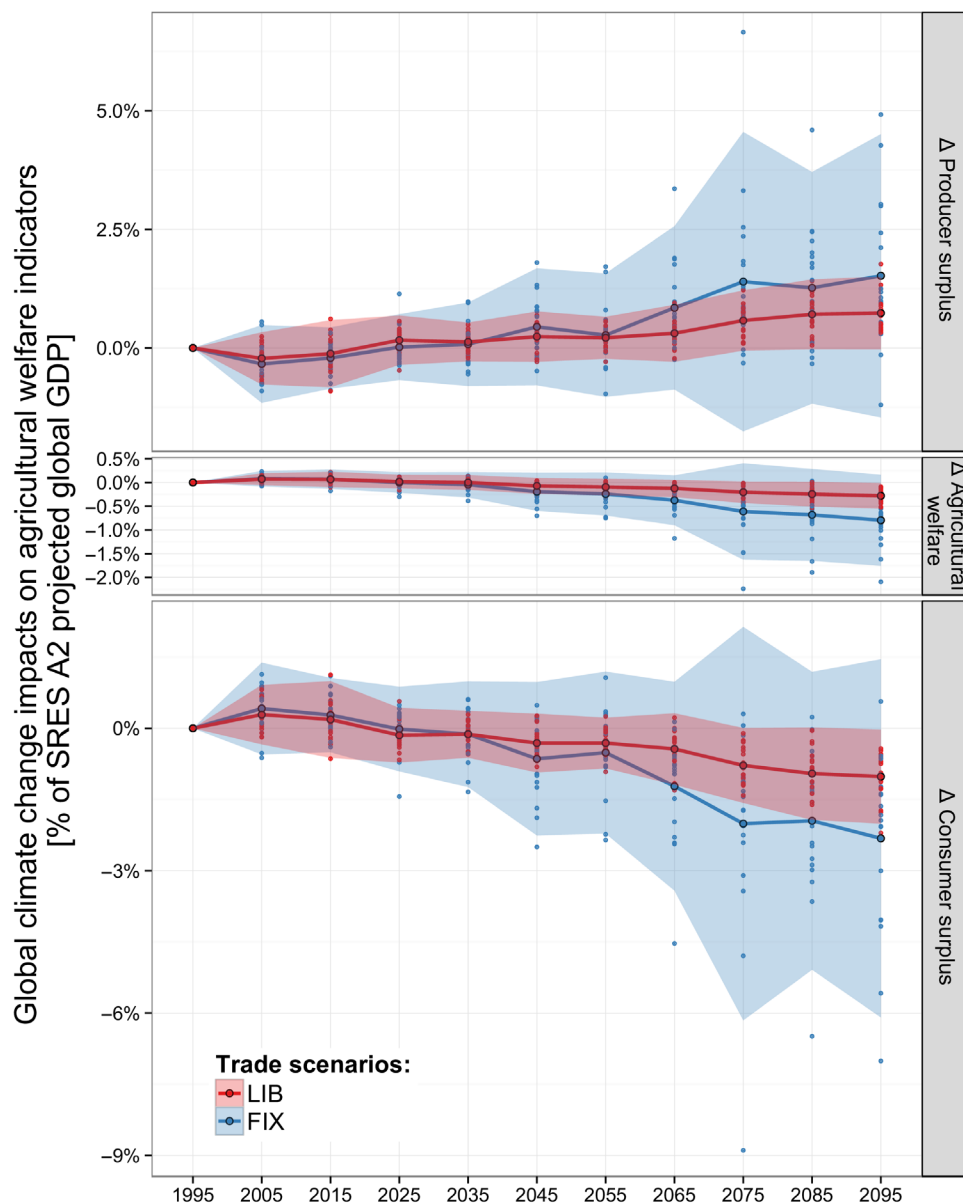 Global climate change impacts on agricultural welfare indicators
[% of SRES A2 projected global GDP]
5.0%
2.5%
0.0%
Δ Producer surplus
0.5%
0.0%
−0.5%
−1.0%
−1.5%
−2.0%
Δ Agricultural
welfare
0%
−3%
−6%
−9%
Δ Consumer surplus
Trade scenarios:
LIB
FIX
1995 2005 2015 2025 2035 2045 2055 2065 2075 2085 2095